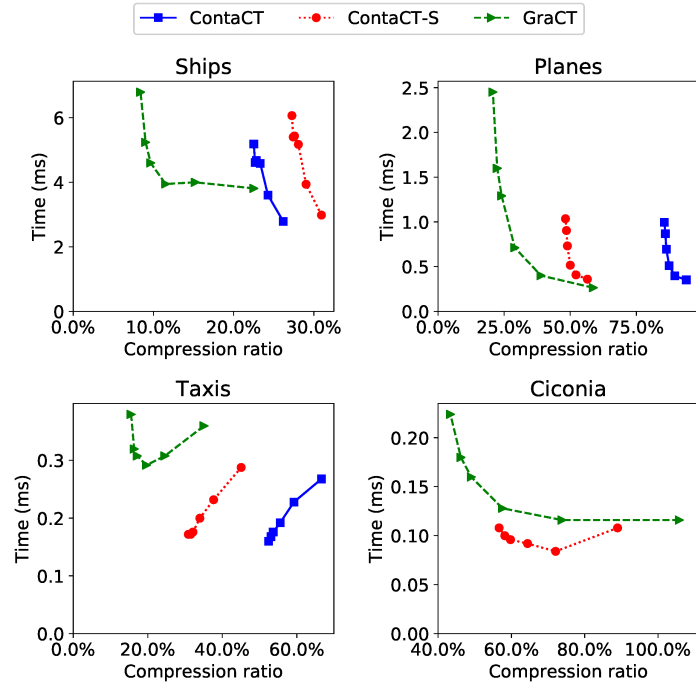 ContaCT ContaCT-S GraCT
Ships
Time (ms)
6
4
2
0
0.0% 10.0% 20.0% 30.0%
Compression ratio
Planes
Time (ms)
2.5
2.0
1.5
1.0
0.5
0.0
0.0% 25.0% 50.0% 75.0%
Compression ratio
Taxis
Time (ms)
0.3
0.2
0.1
0.0
0.0% 20.0% 40.0% 60.0%
Compression ratio
Ciconia
Time (ms)
0.20
0.15
0.10
0.05
0.00
40.0% 60.0% 80.0% 100.0%
Compression ratio